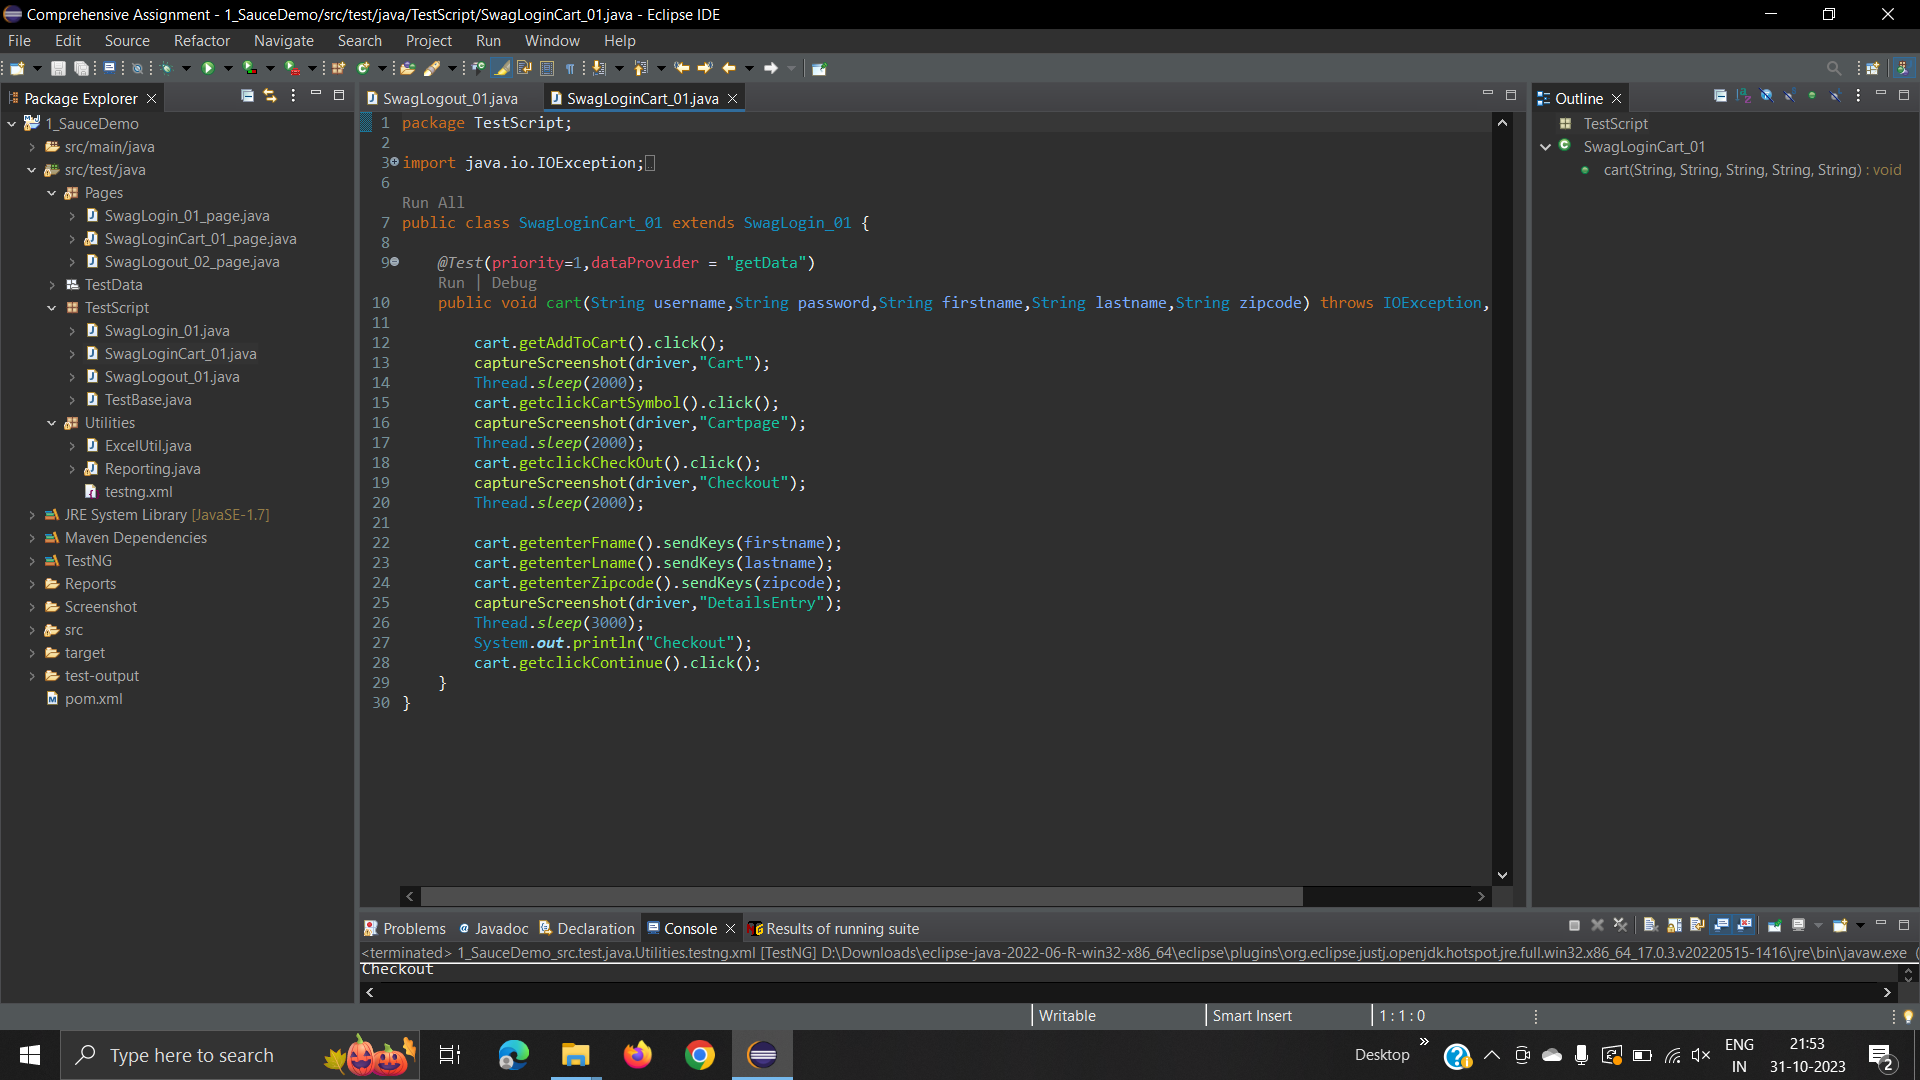 Comprehensive Assignment - 1_SauceDemo/src/test/java/TestScript/SwagLoginCart_01.java - Eclipse IDE
File Edit Source Refactor Navigate Search Project Run Window Help
Package Explorer
1_SauceDemo
src/main/java
src/test/java
Pages
SwagLogin_01_page.java
SwagLoginCart_01_page.java
SwagLogout_02_page.java
TestData
TestScript
SwagLogin_01.java
SwagLoginCart_01.java
SwagLogout_01.java
TestBase.java
Utilities
ExcelUtil.java
Reporting.java
testng.xml
JRE System Library [JavaSE-1.7]
Maven Dependencies
TestNG
Reports
Screenshot
src
target
test-output
pom.xml
SwagLogout_01.java SwagLoginCart_01.java
1 package TestScript;
2
3 import java.io.IOException;
6
Run All
7 public class SwagLoginCart_01 extends SwagLogin_01 {
8
9 @Test(priority=1,dataProvider = "getData")
Run | Debug
10 public void cart(String username,String password,String firstname,String lastname,String zipcode) throws IOException,
11
12 cart.getAddToCart().click();
13 captureScreenshot(driver,"Cart");
14 Thread.sleep(2000);
15 cart.getclickCartSymbol().click();
16 captureScreenshot(driver,"Cartpage");
17 Thread.sleep(2000);
18 cart.getclickCheckOut().click();
19 captureScreenshot(driver,"Checkout");
20 Thread.sleep(2000);
21
22 cart.getenterFname().sendKeys(firstname);
23 cart.getenterLname().sendKeys(lastname);
24 cart.getenterZipcode().sendKeys(zipcode);
25 captureScreenshot(driver,"DetailsEntry");
26 Thread.sleep(3000);
27 System.out.println("Checkout");
28 cart.getclickContinue().click();
29 }
30 }
Outline
TestScript
SwagLoginCart_01
cart(String, String, String, String, String) : void
Problems Javadoc Declaration Console Results of running suite
<terminated> 1_SauceDemo_src.test.java.Utilities.testng.xml [TestNG] D:\Downloads\eclipse-java-2022-06-R-win32-x86_64\eclipse\plugins\org.eclipse.justj.openjdk.hotspot.jre.full.win32.x86_64_17.0.3.v20220515-1416\jre\bin\javaw.exe (
Checkout
Writable Smart Insert 1 : 1 : 0
Type here to search
Desktop
ENG
IN
21:53
31-10-2023
2